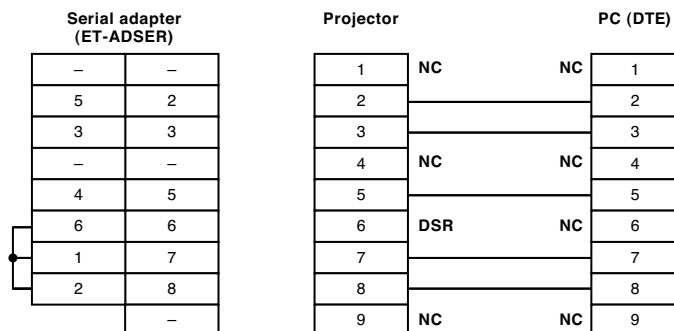 Serial adapter Projector PC (DTE)
(ET-ADSER)
– – 1 NC NC 1
5 2 2 2
3 3 3 3
– – 4 NC NC 4
4 5 5 5
6 6 6 DSR NC 6
1 7 7 7
2 8 8 8
– 9 NC NC 9